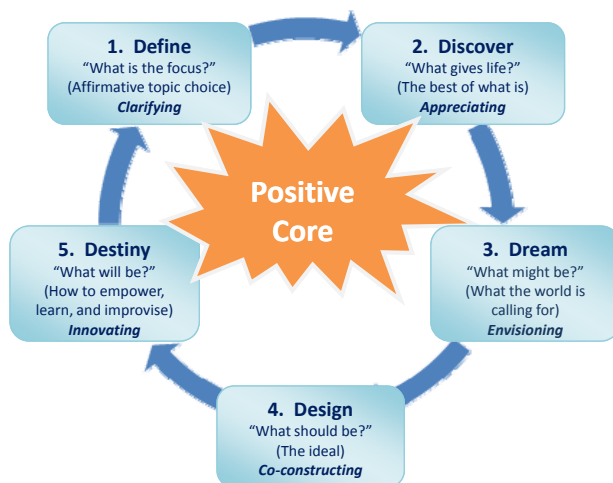 1. Define
“What is the focus?”
(Affirmative topic choice)
Clarifying
2. Discover
“What gives life?”
(The best of what is)
Appreciating
Positive
Core
3. Dream
“What might be?”
(What the world is
calling for)
Envisioning
4. Design
“What should be?”
(The ideal)
Co-constructing
5. Destiny
“What will be?”
(How to empower,
learn, and improvise)
Innovating